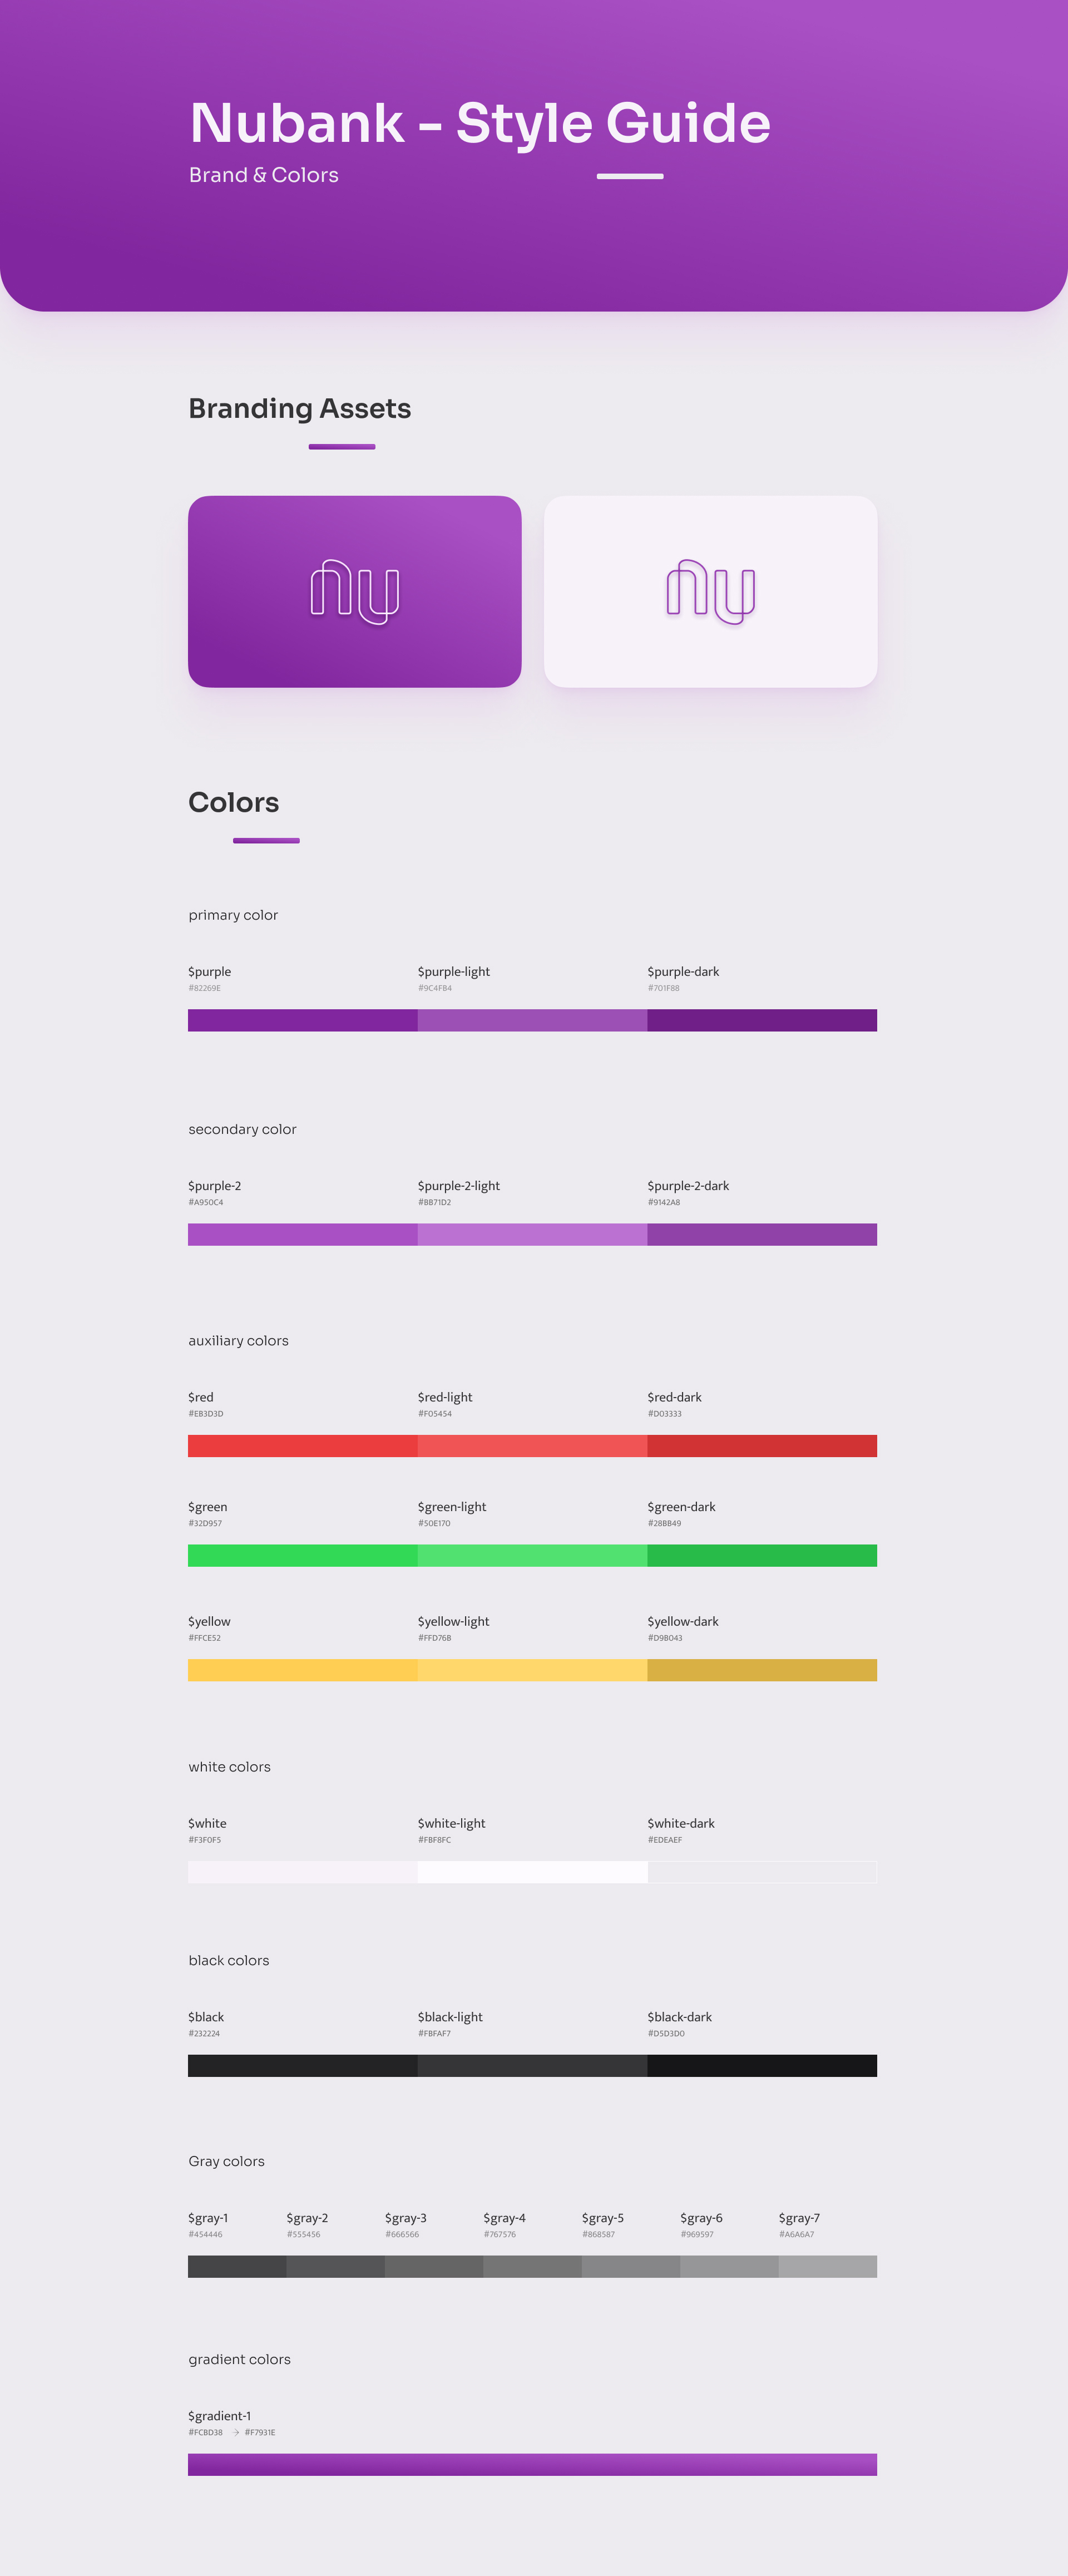 Nubank - Style Guide
Brand & Colors
Branding Assets
nu
nu
Colors
primary color
$purple $purple-light $purple-dark
#82269E #9C4FB4 #701F88
secondary color
$purple-2 $purple-2-light $purple-2-dark
#A950C4 #BB71D2 #9142A8
auxiliary colors
$red $red-light $red-dark
#EB3D3D #F05454 #D03333
$green $green-light $green-dark
#32D957 #50E170 #28BB49
$yellow $yellow-light $yellow-dark
#FFCE52 #FFD76B #D9B043
white colors
$white $white-light $white-dark
#F3F0F5 #FBF8FC #EDEAEF
black colors
$black $black-light $black-dark
#232224 #FBFAF7 #D5D3D0
Gray colors
$gray-1 $gray-2 $gray-3 $gray-4 $gray-5 $gray-6 $gray-7
#454446 #555456 #666566 #767576 #868587 #969597 #A6A6A7
gradient colors
$gradient-1
#FCBD38 → #F7931E